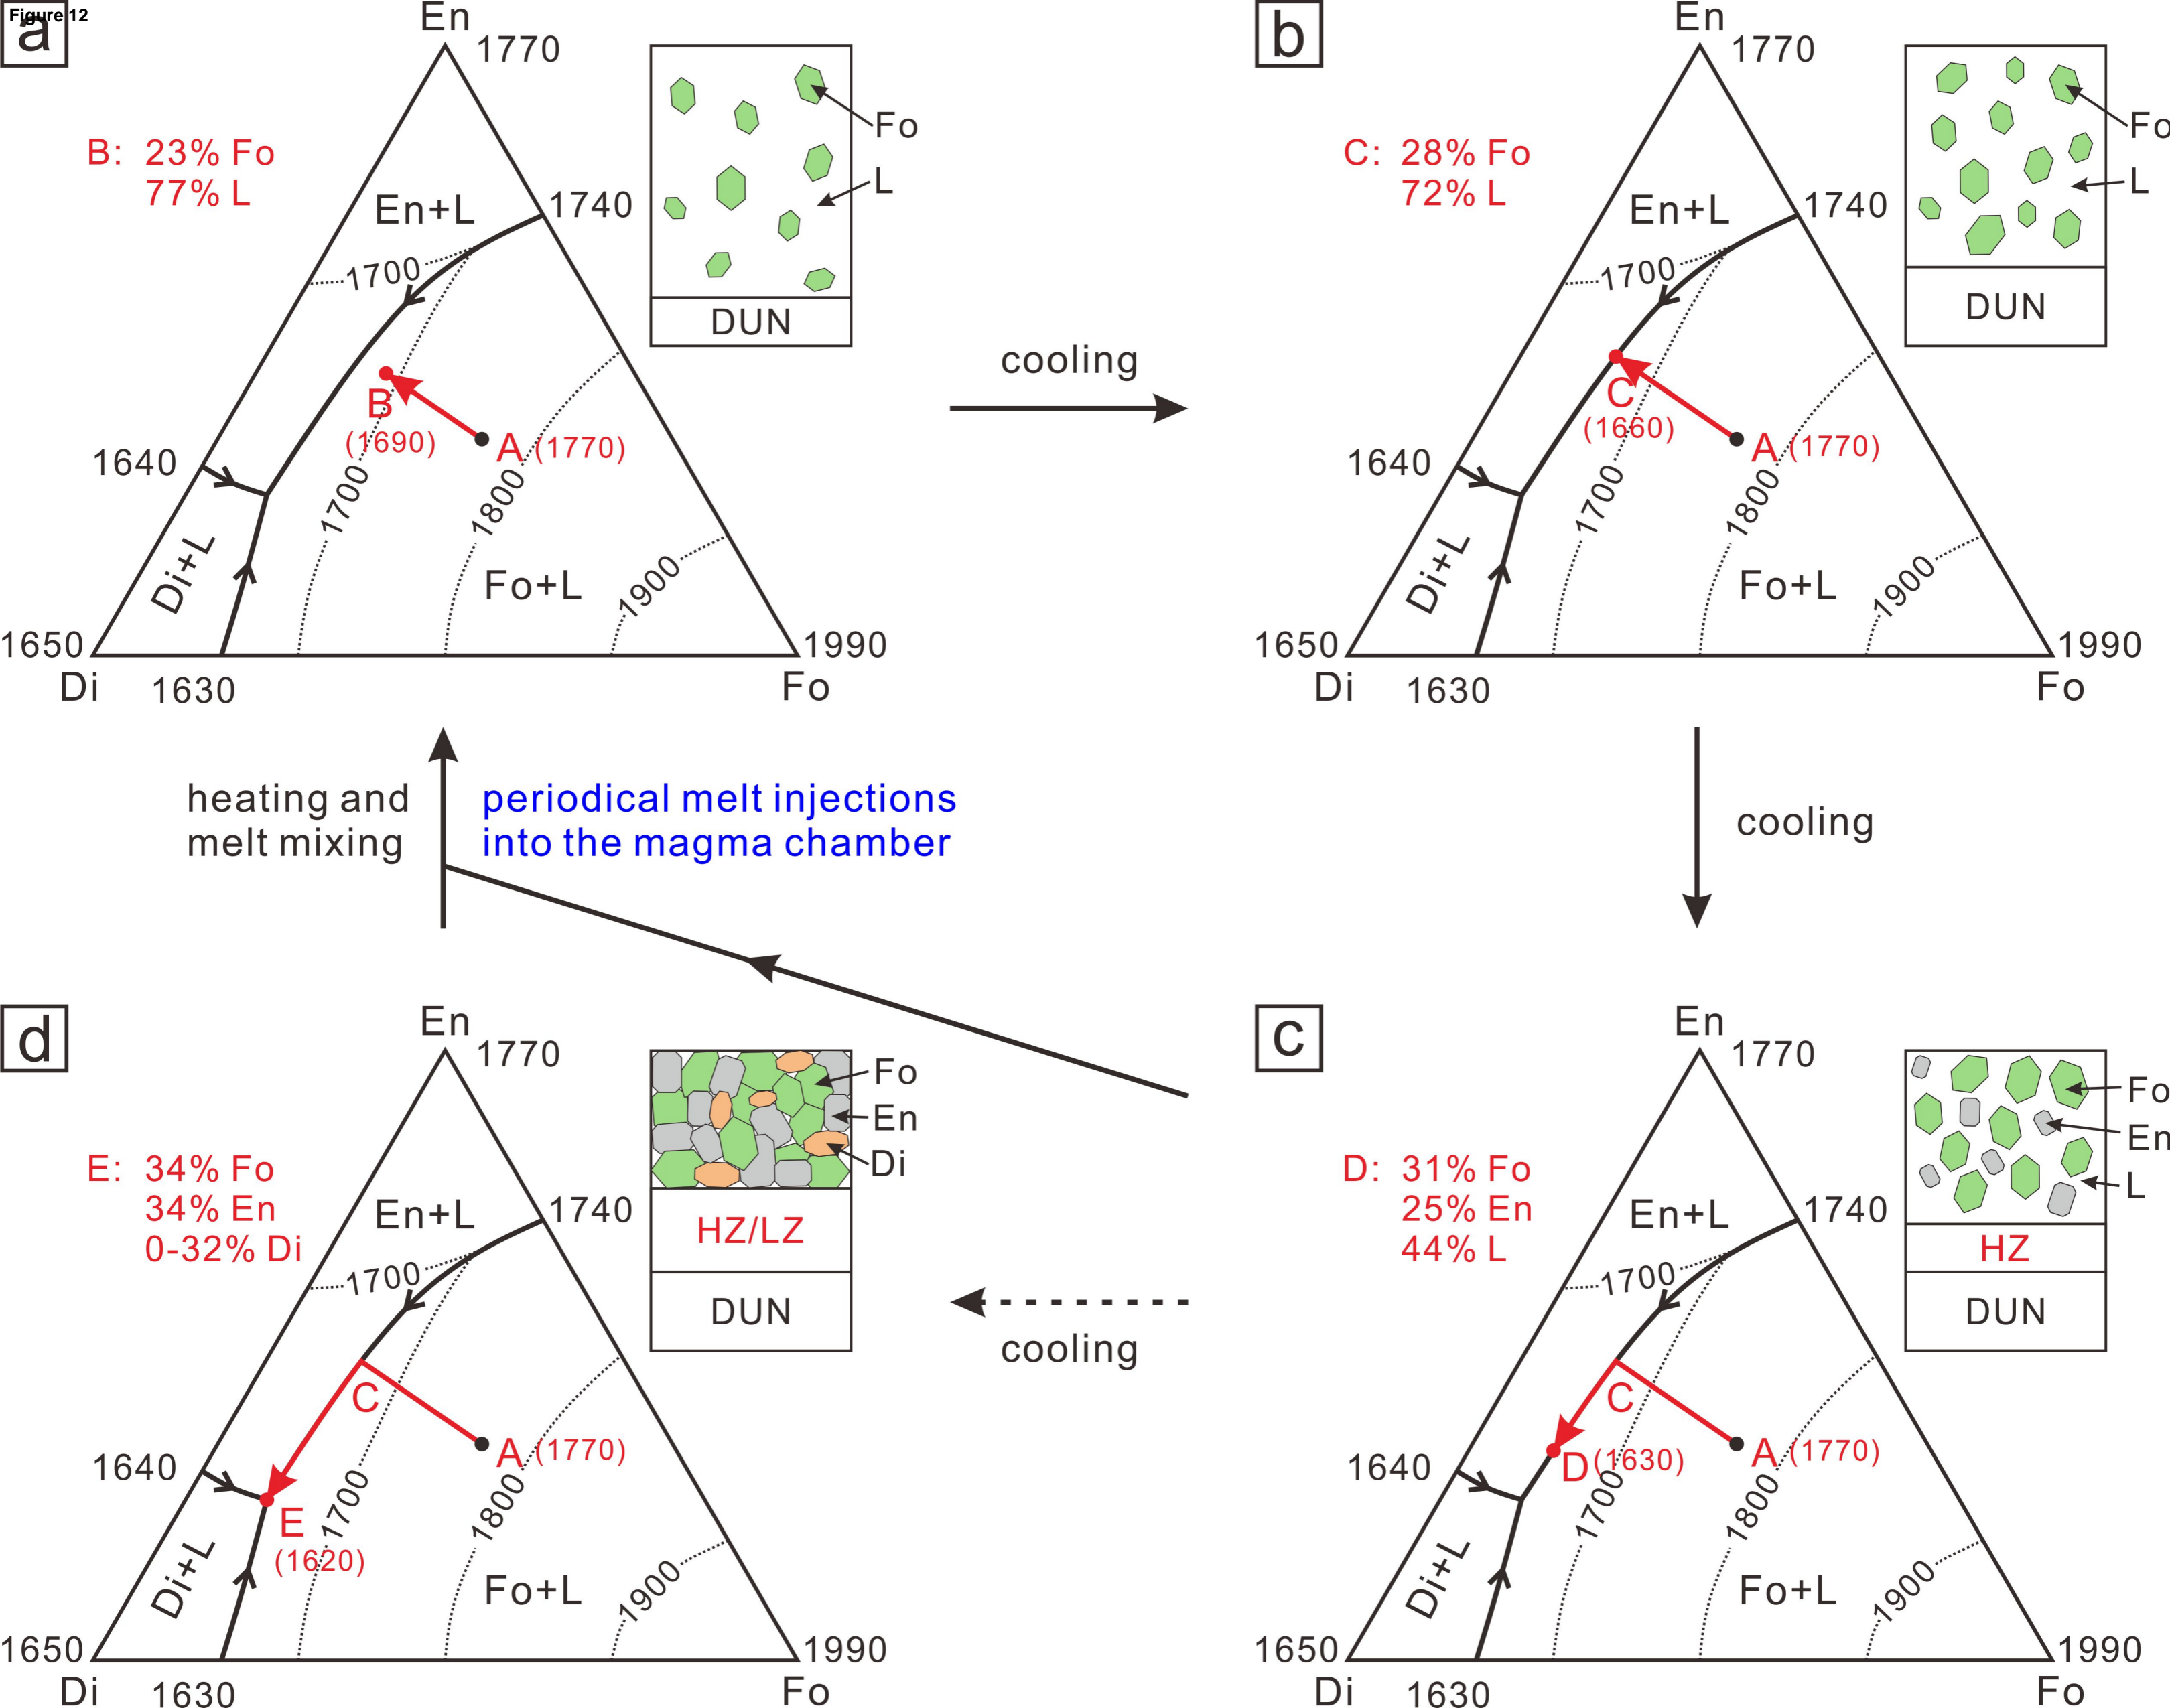 Figure 12
a
En
1770
B: 23% Fo
77% L
Fo
L
En+L
1740
1700
B
(1690)
A (1770)
1640
1700
1800
DUN
Di+L
Fo+L
1900
1650
1990
Di
1630
Fo
cooling
b
En
1770
C: 28% Fo
72% L
Fo
L
En+L
1740
1700
C
(1660)
A (1770)
1640
1700
1800
DUN
Di+L
Fo+L
1900
1650
1990
Di
1630
Fo
heating and
melt mixing
periodical melt injections
into the magma chamber
cooling
d
En
1770
E: 34% Fo
34% En
0-32% Di
Fo
En
Di
En+L
1740
HZ/LZ
DUN
1700
C
A (1770)
1640
E
(1620)
1700
1800
Di+L
Fo+L
1900
1650
1990
Di
1630
Fo
cooling
c
En
1770
D: 31% Fo
25% En
44% L
Fo
En
L
En+L
1740
HZ
DUN
1700
C
A (1770)
1640
D (1630)
1700
1800
Di+L
Fo+L
1900
1650
1990
Di
1630
Fo